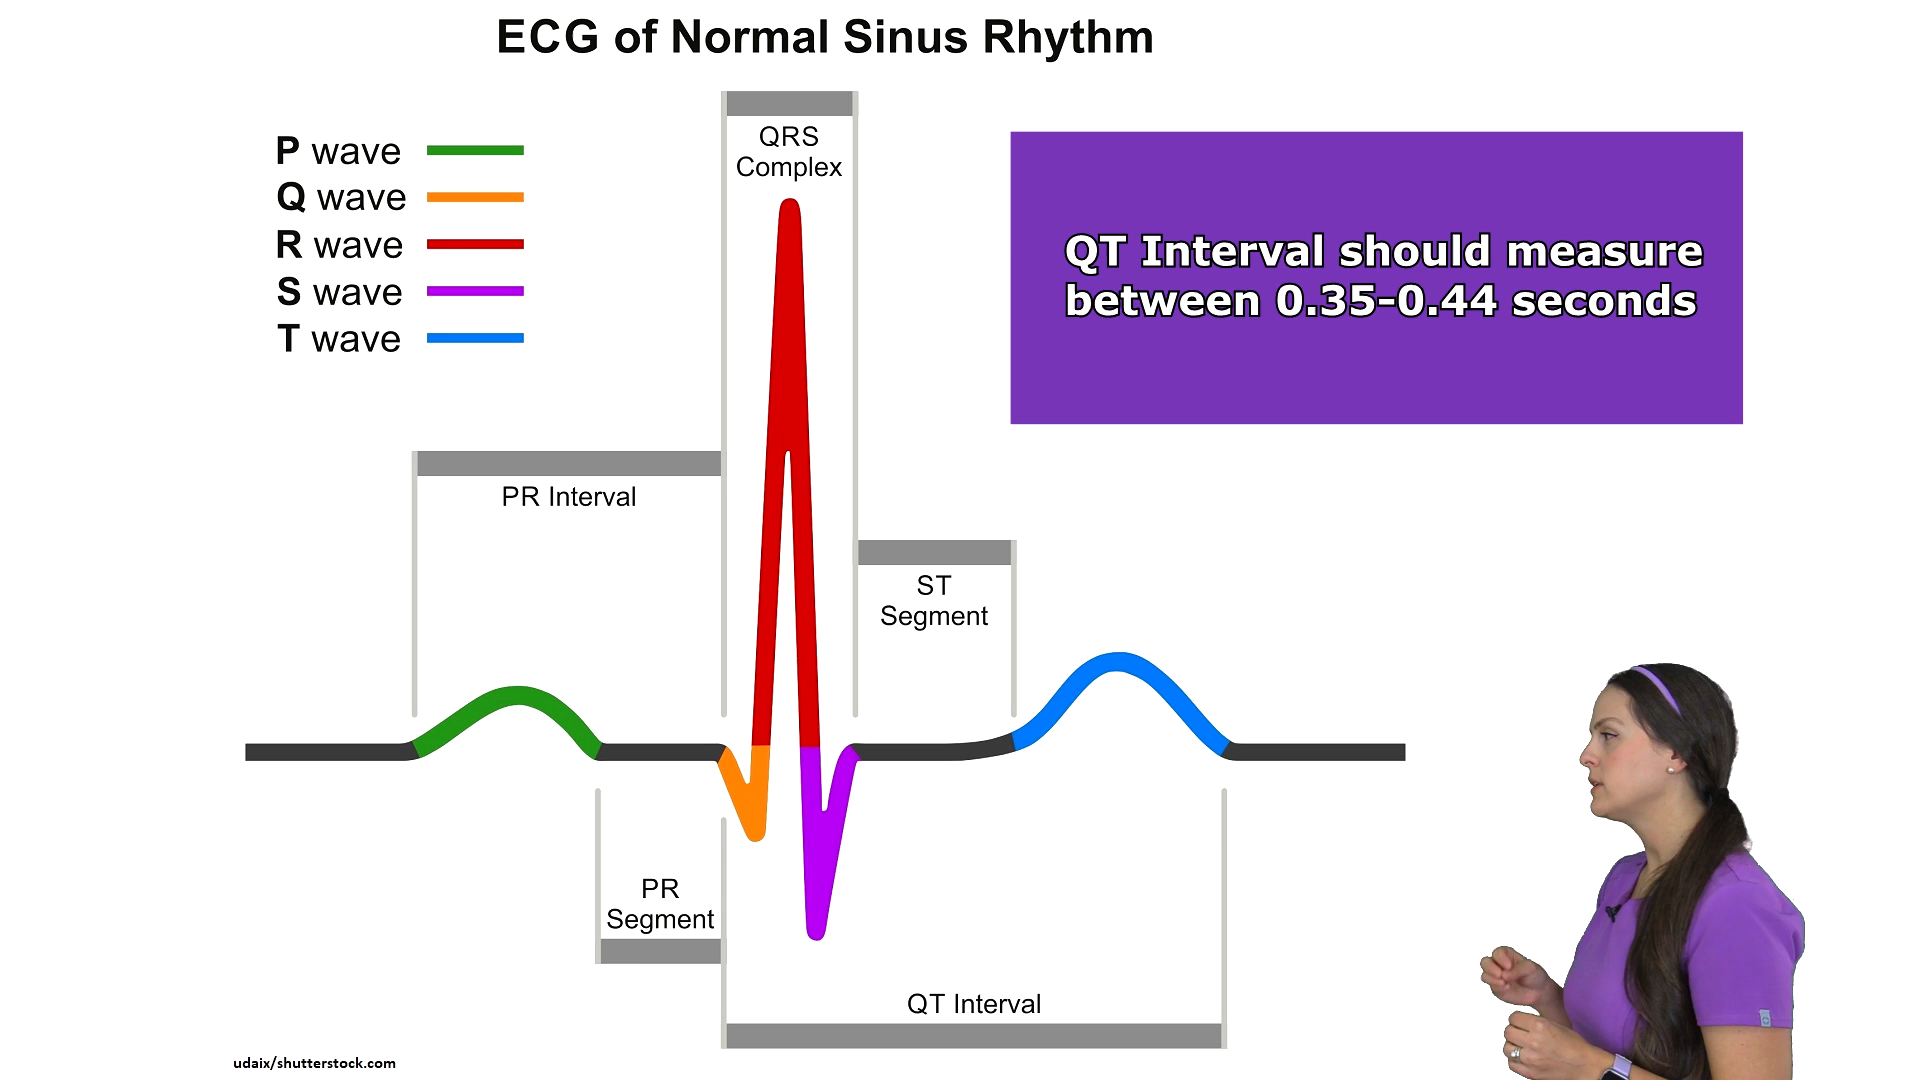 ECG of Normal Sinus Rhythm
P wave
Q wave
R wave
S wave
T wave
QRS
Complex
QT Interval should measure
between 0.35-0.44 seconds
PR Interval
ST
Segment
PR
Segment
QT Interval
udaix/shutterstock.com